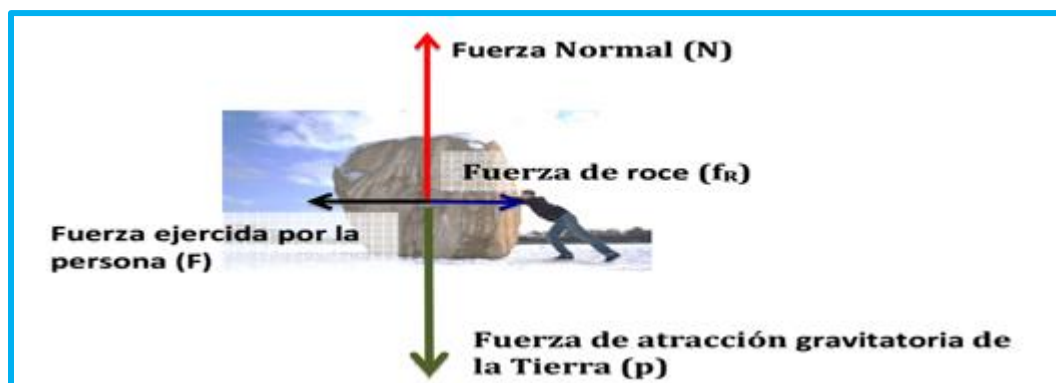 Fuerza Normal (N)
Fuerza de roce (fR)
Fuerza ejercida por la
persona (F)
Fuerza de atracción gravitatoria de
la Tierra (p)